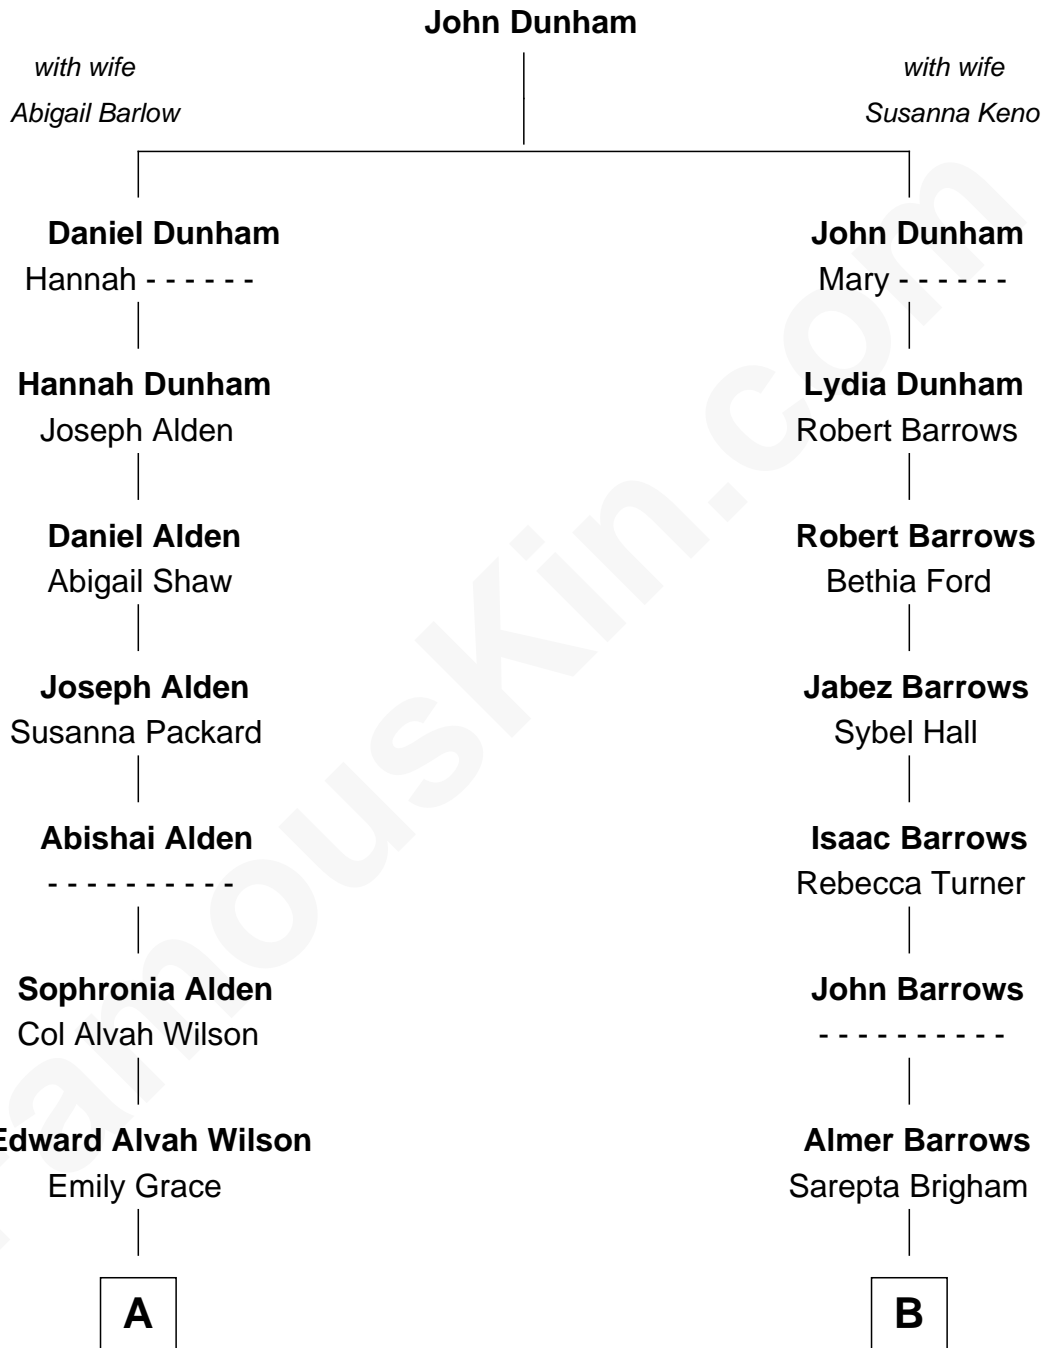 John Dunham
with wife
Abigail Barlow
with wife
Susanna Keno
Daniel Dunham
Hannah - - - - - -
John Dunham
Mary - - - - - -
Hannah Dunham
Joseph Alden
Lydia Dunham
Robert Barrows
Daniel Alden
Abigail Shaw
Robert Barrows
Bethia Ford
Joseph Alden
Susanna Packard
Jabez Barrows
Sybel Hall
Abishai Alden
- - - - - - - - - -
Isaac Barrows
Rebecca Turner
Sophronia Alden
Col Alvah Wilson
John Barrows
- - - - - - - - - -
Edward Alvah Wilson
Emily Grace
Almer Barrows
Sarepta Brigham
A
B
FamousKin.com